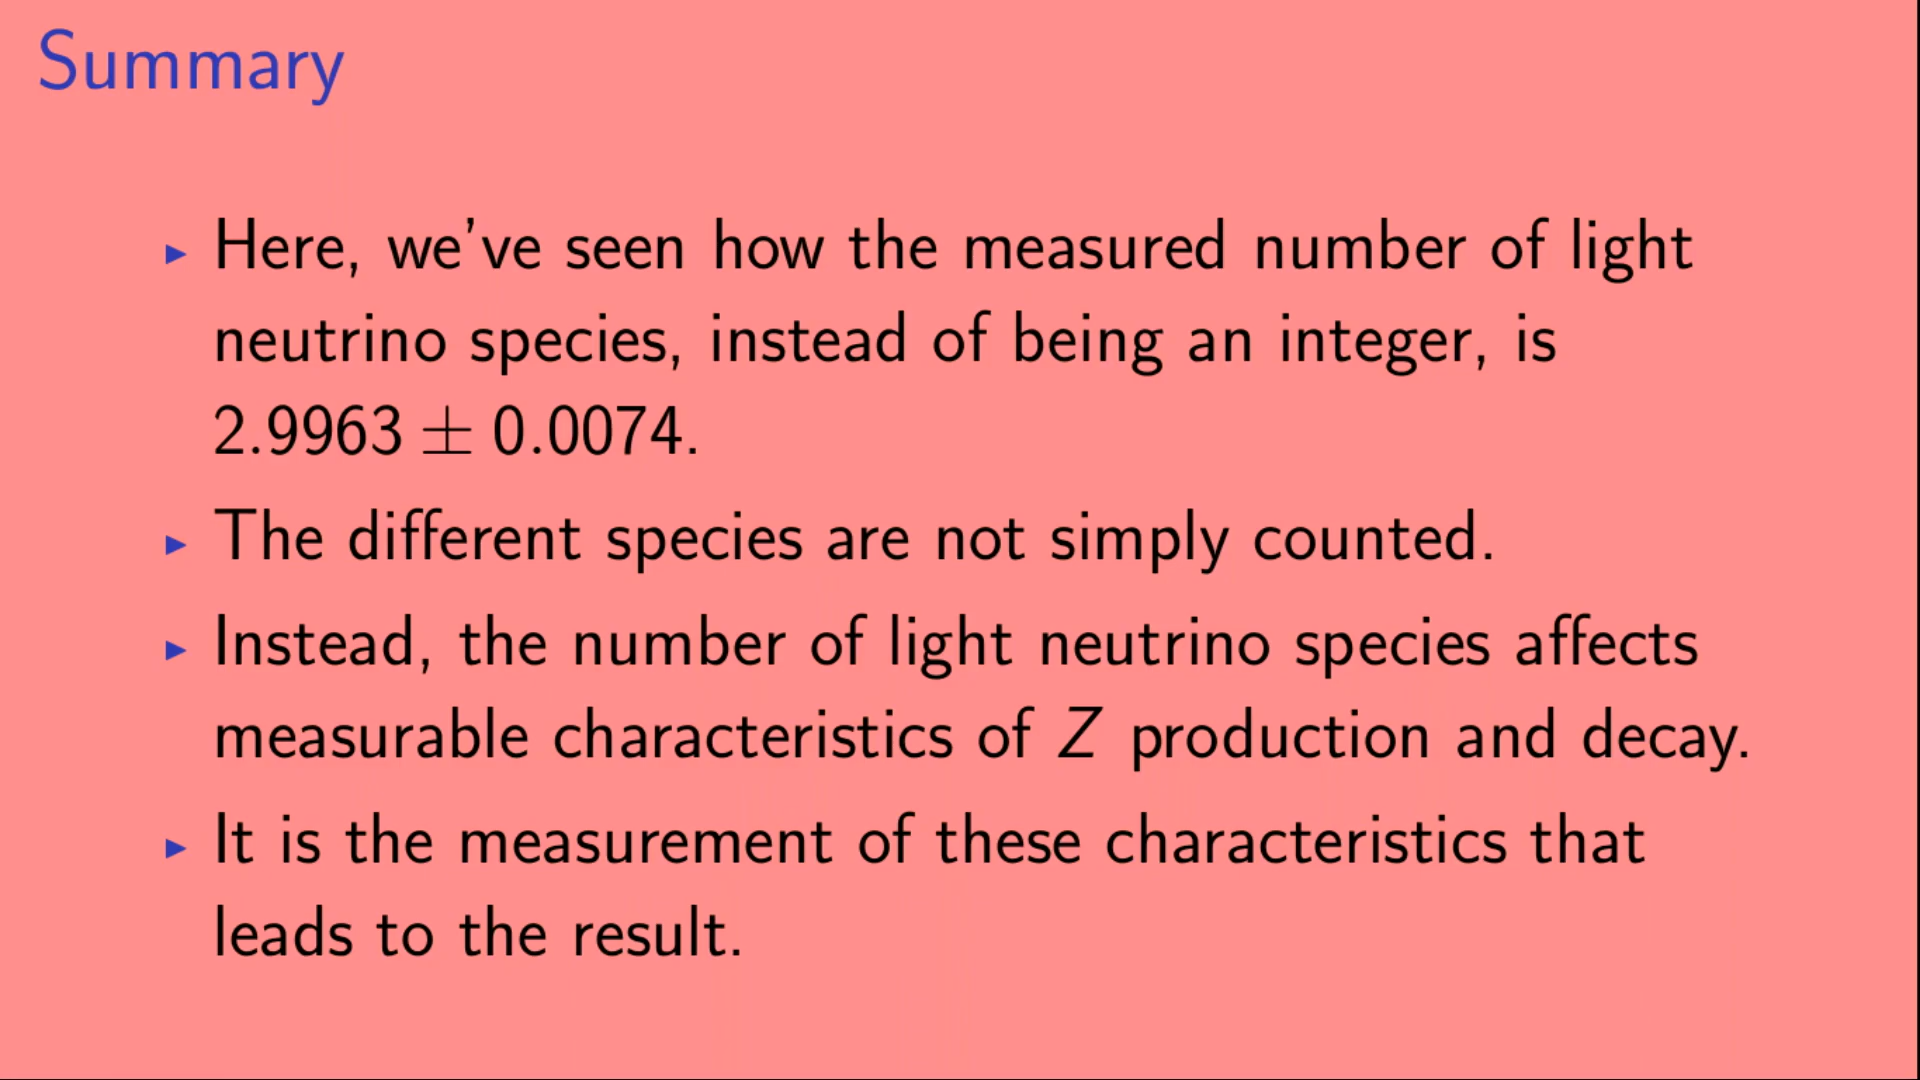 Summary
▸ Here, we've seen how the measured number of light
neutrino species, instead of being an integer, is
2.9963 ± 0.0074.
▸ The different species are not simply counted.
▸ Instead, the number of light neutrino species affects
measurable characteristics of Z production and decay.
▸ It is the measurement of these characteristics that
leads to the result.